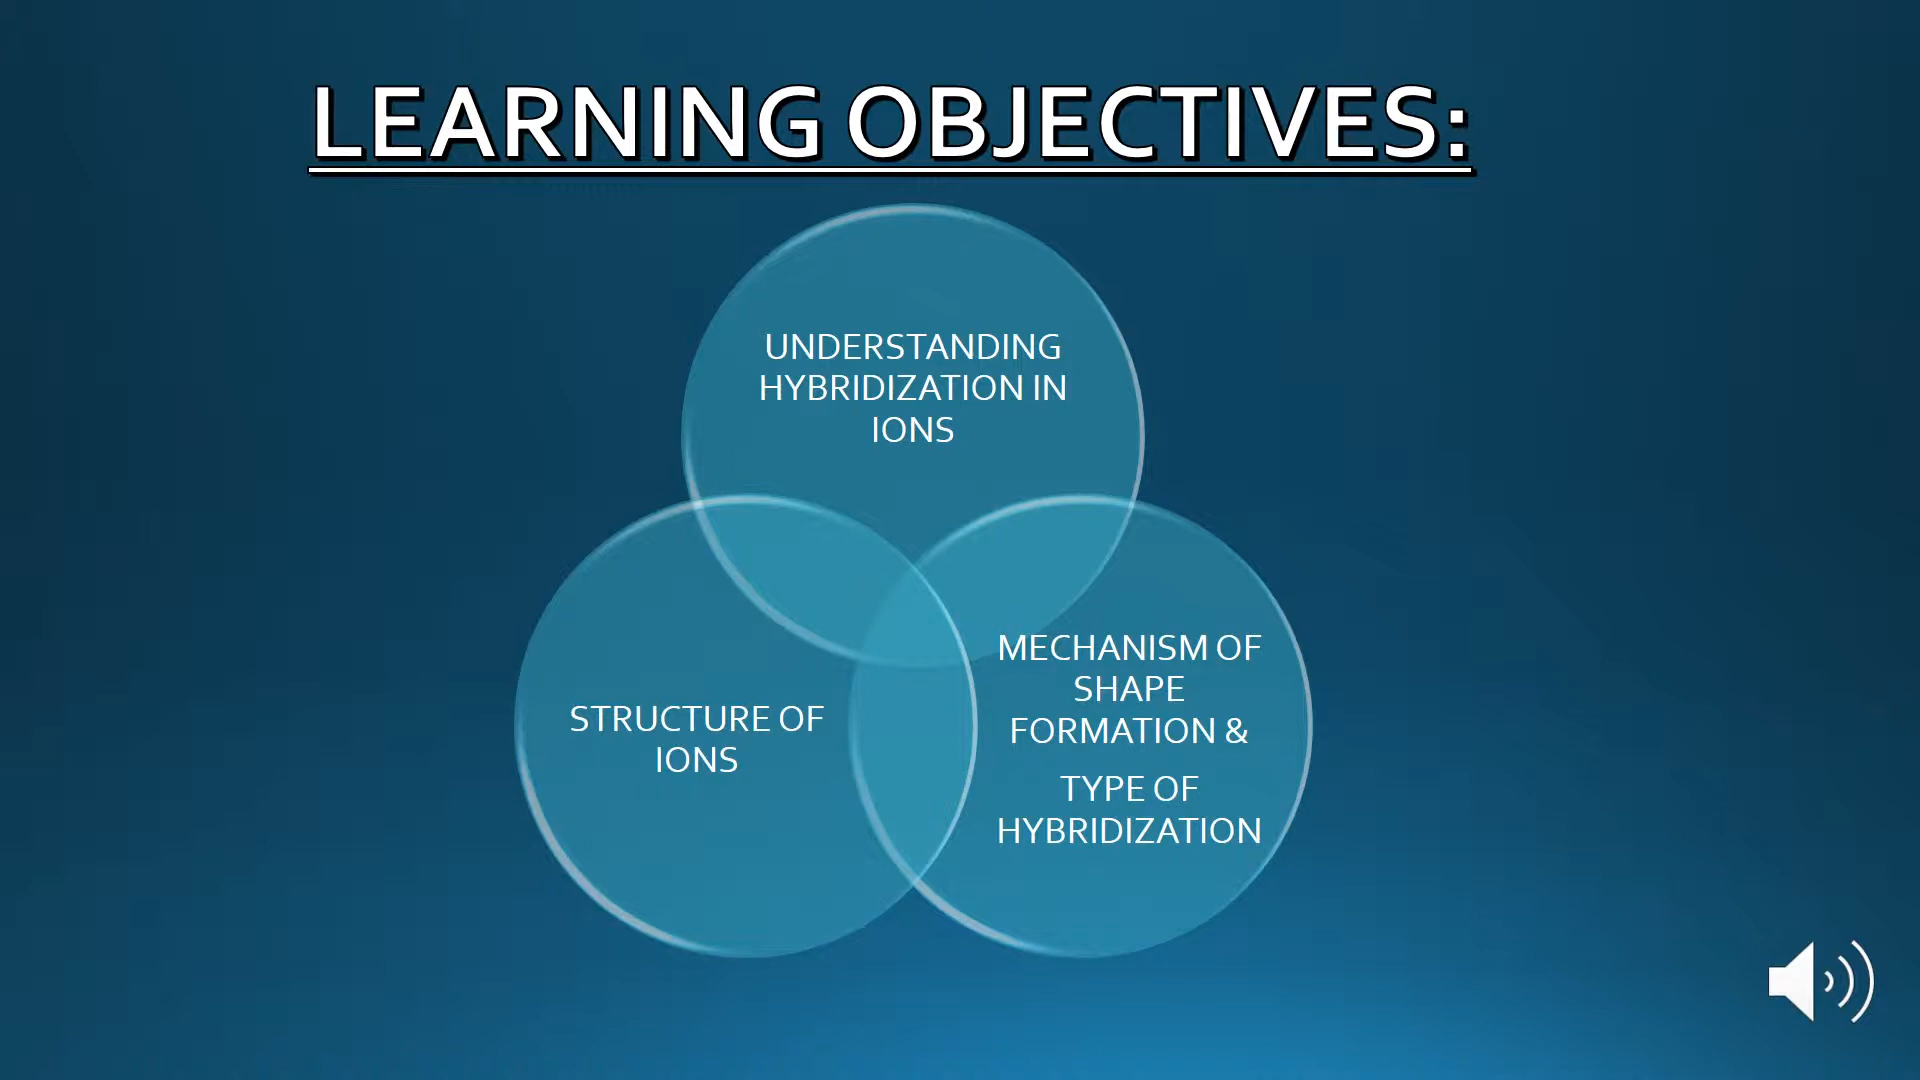 LEARNING OBJECTIVES:
UNDERSTANDING
HYBRIDIZATION IN
IONS
STRUCTURE OF
IONS
MECHANISM OF
SHAPE
FORMATION &
TYPE OF
HYBRIDIZATION